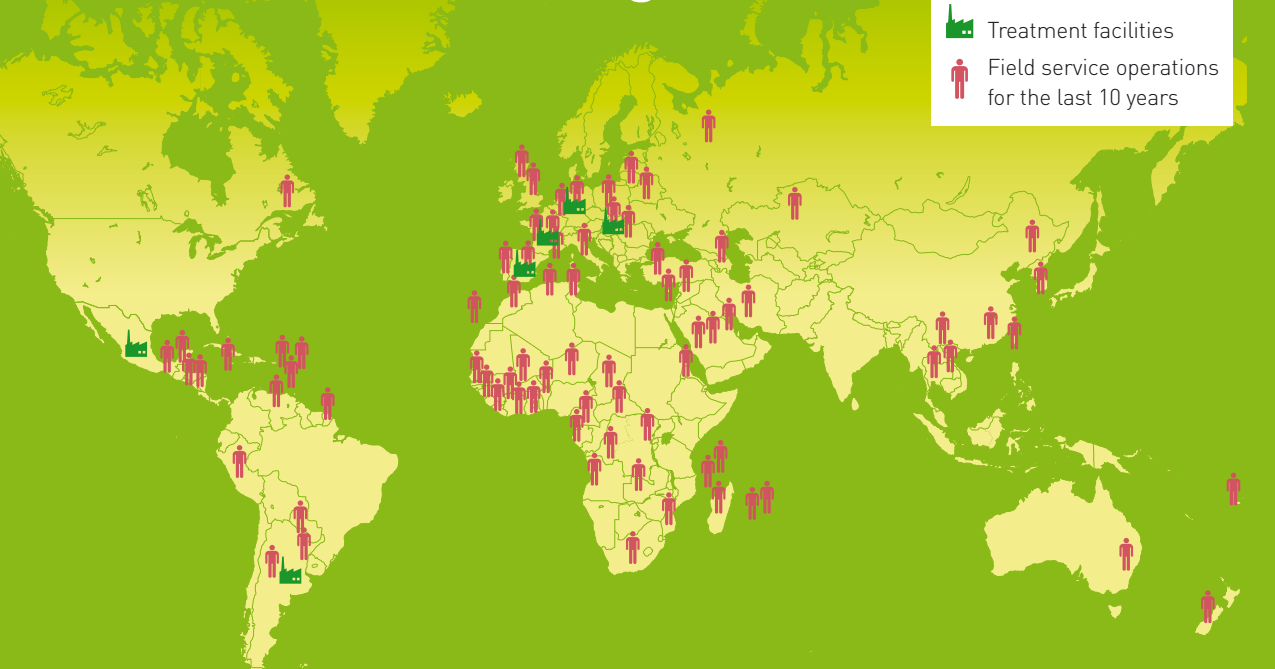 Treatment facilities
Field service operations
for the last 10 years